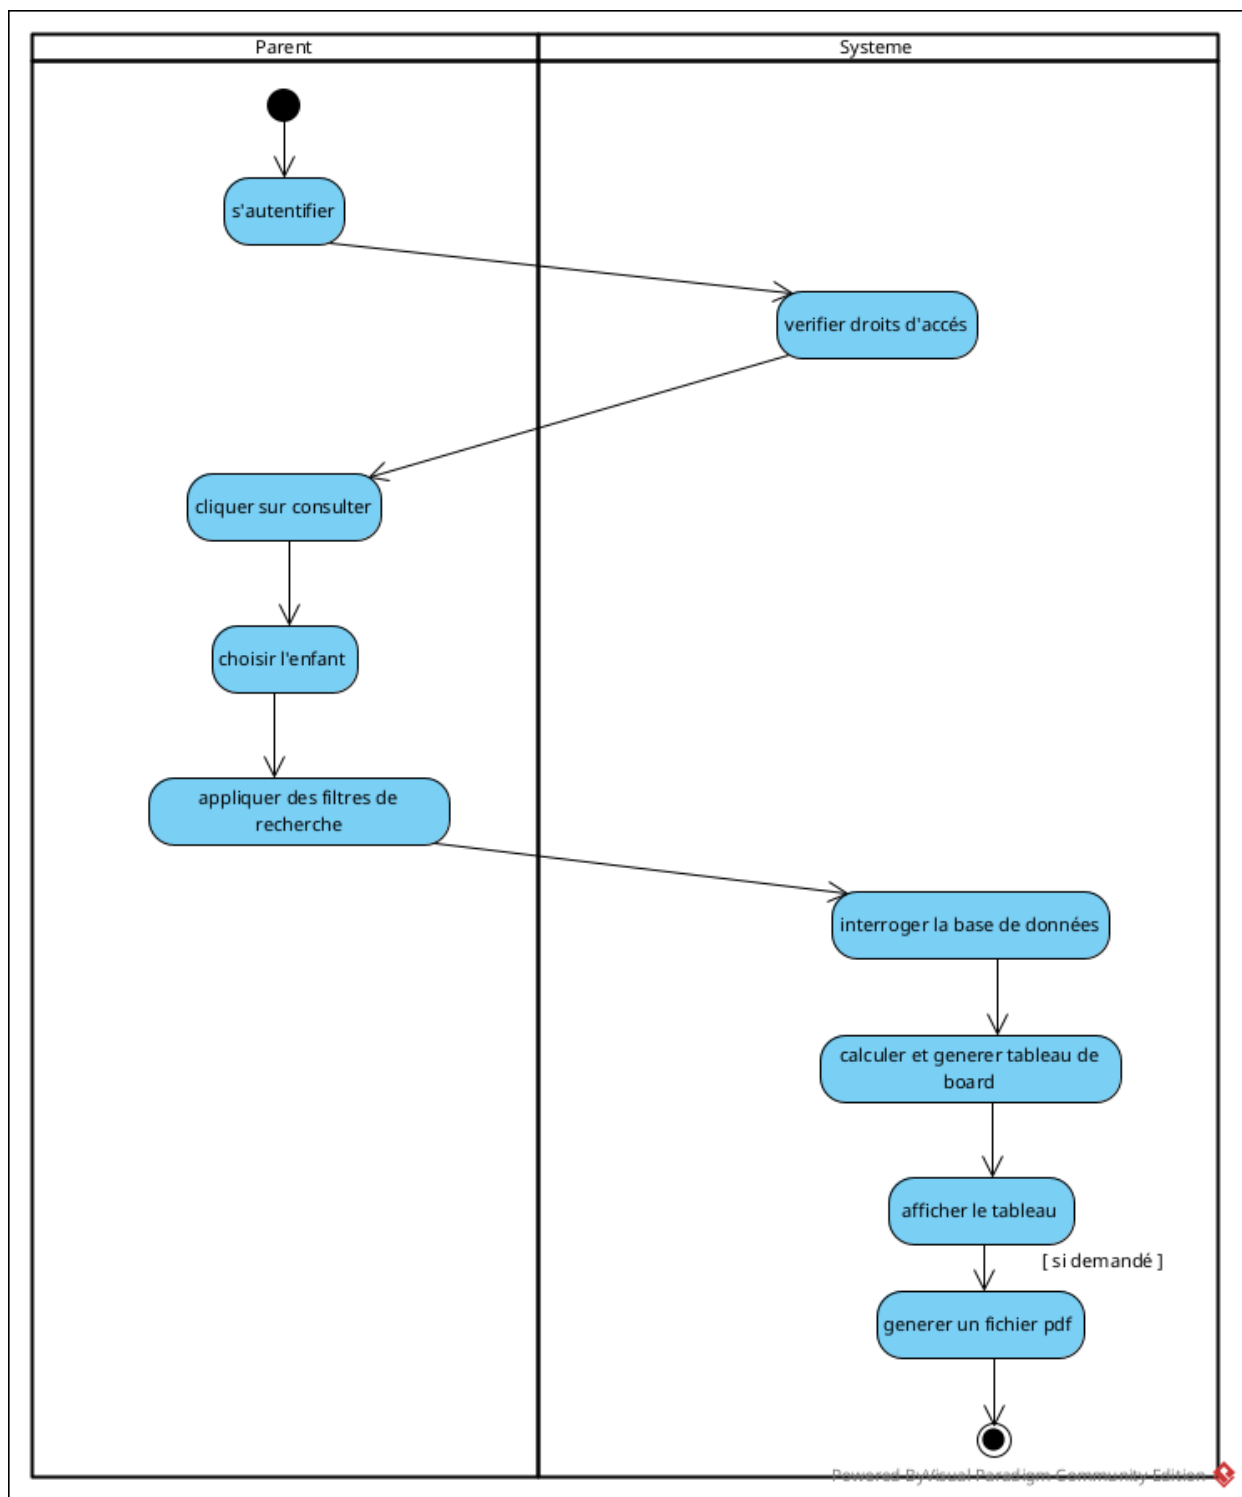 Parent
Systeme
s'autentifier
verifier droits d'accés
cliquer sur consulter
choisir l'enfant
appliquer des filtres de
recherche
interroger la base de données
calculer et generer tableau de
board
afficher le tableau
[ si demandé ]
generer un fichier pdf
Powered ByVisual Paradigm Community Edition